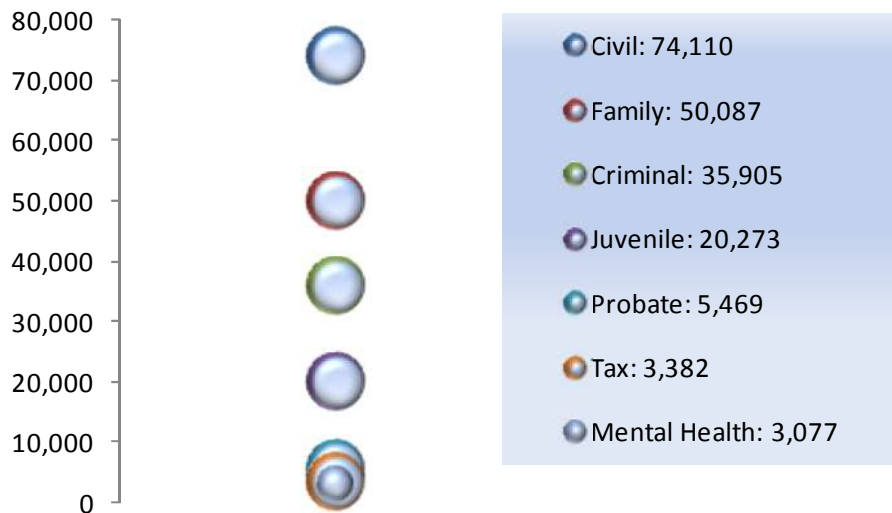 80,000
70,000
60,000
50,000
40,000
30,000
20,000
10,000
0
Civil: 74,110
Family: 50,087
Criminal: 35,905
Juvenile: 20,273
Probate: 5,469
Tax: 3,382
Mental Health: 3,077